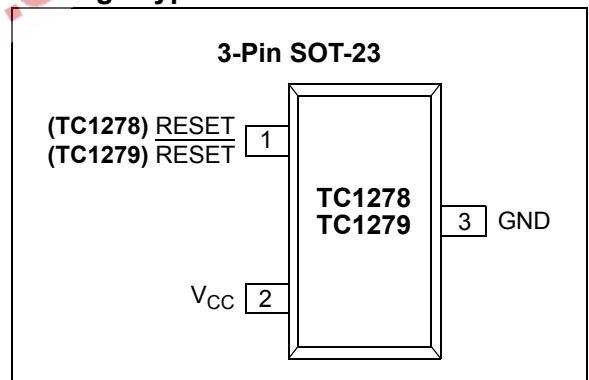 3-Pin SOT-23
(TC1278) RESET
(TC1279) RESET
1
TC1278
TC1279
3 GND
VCC 2